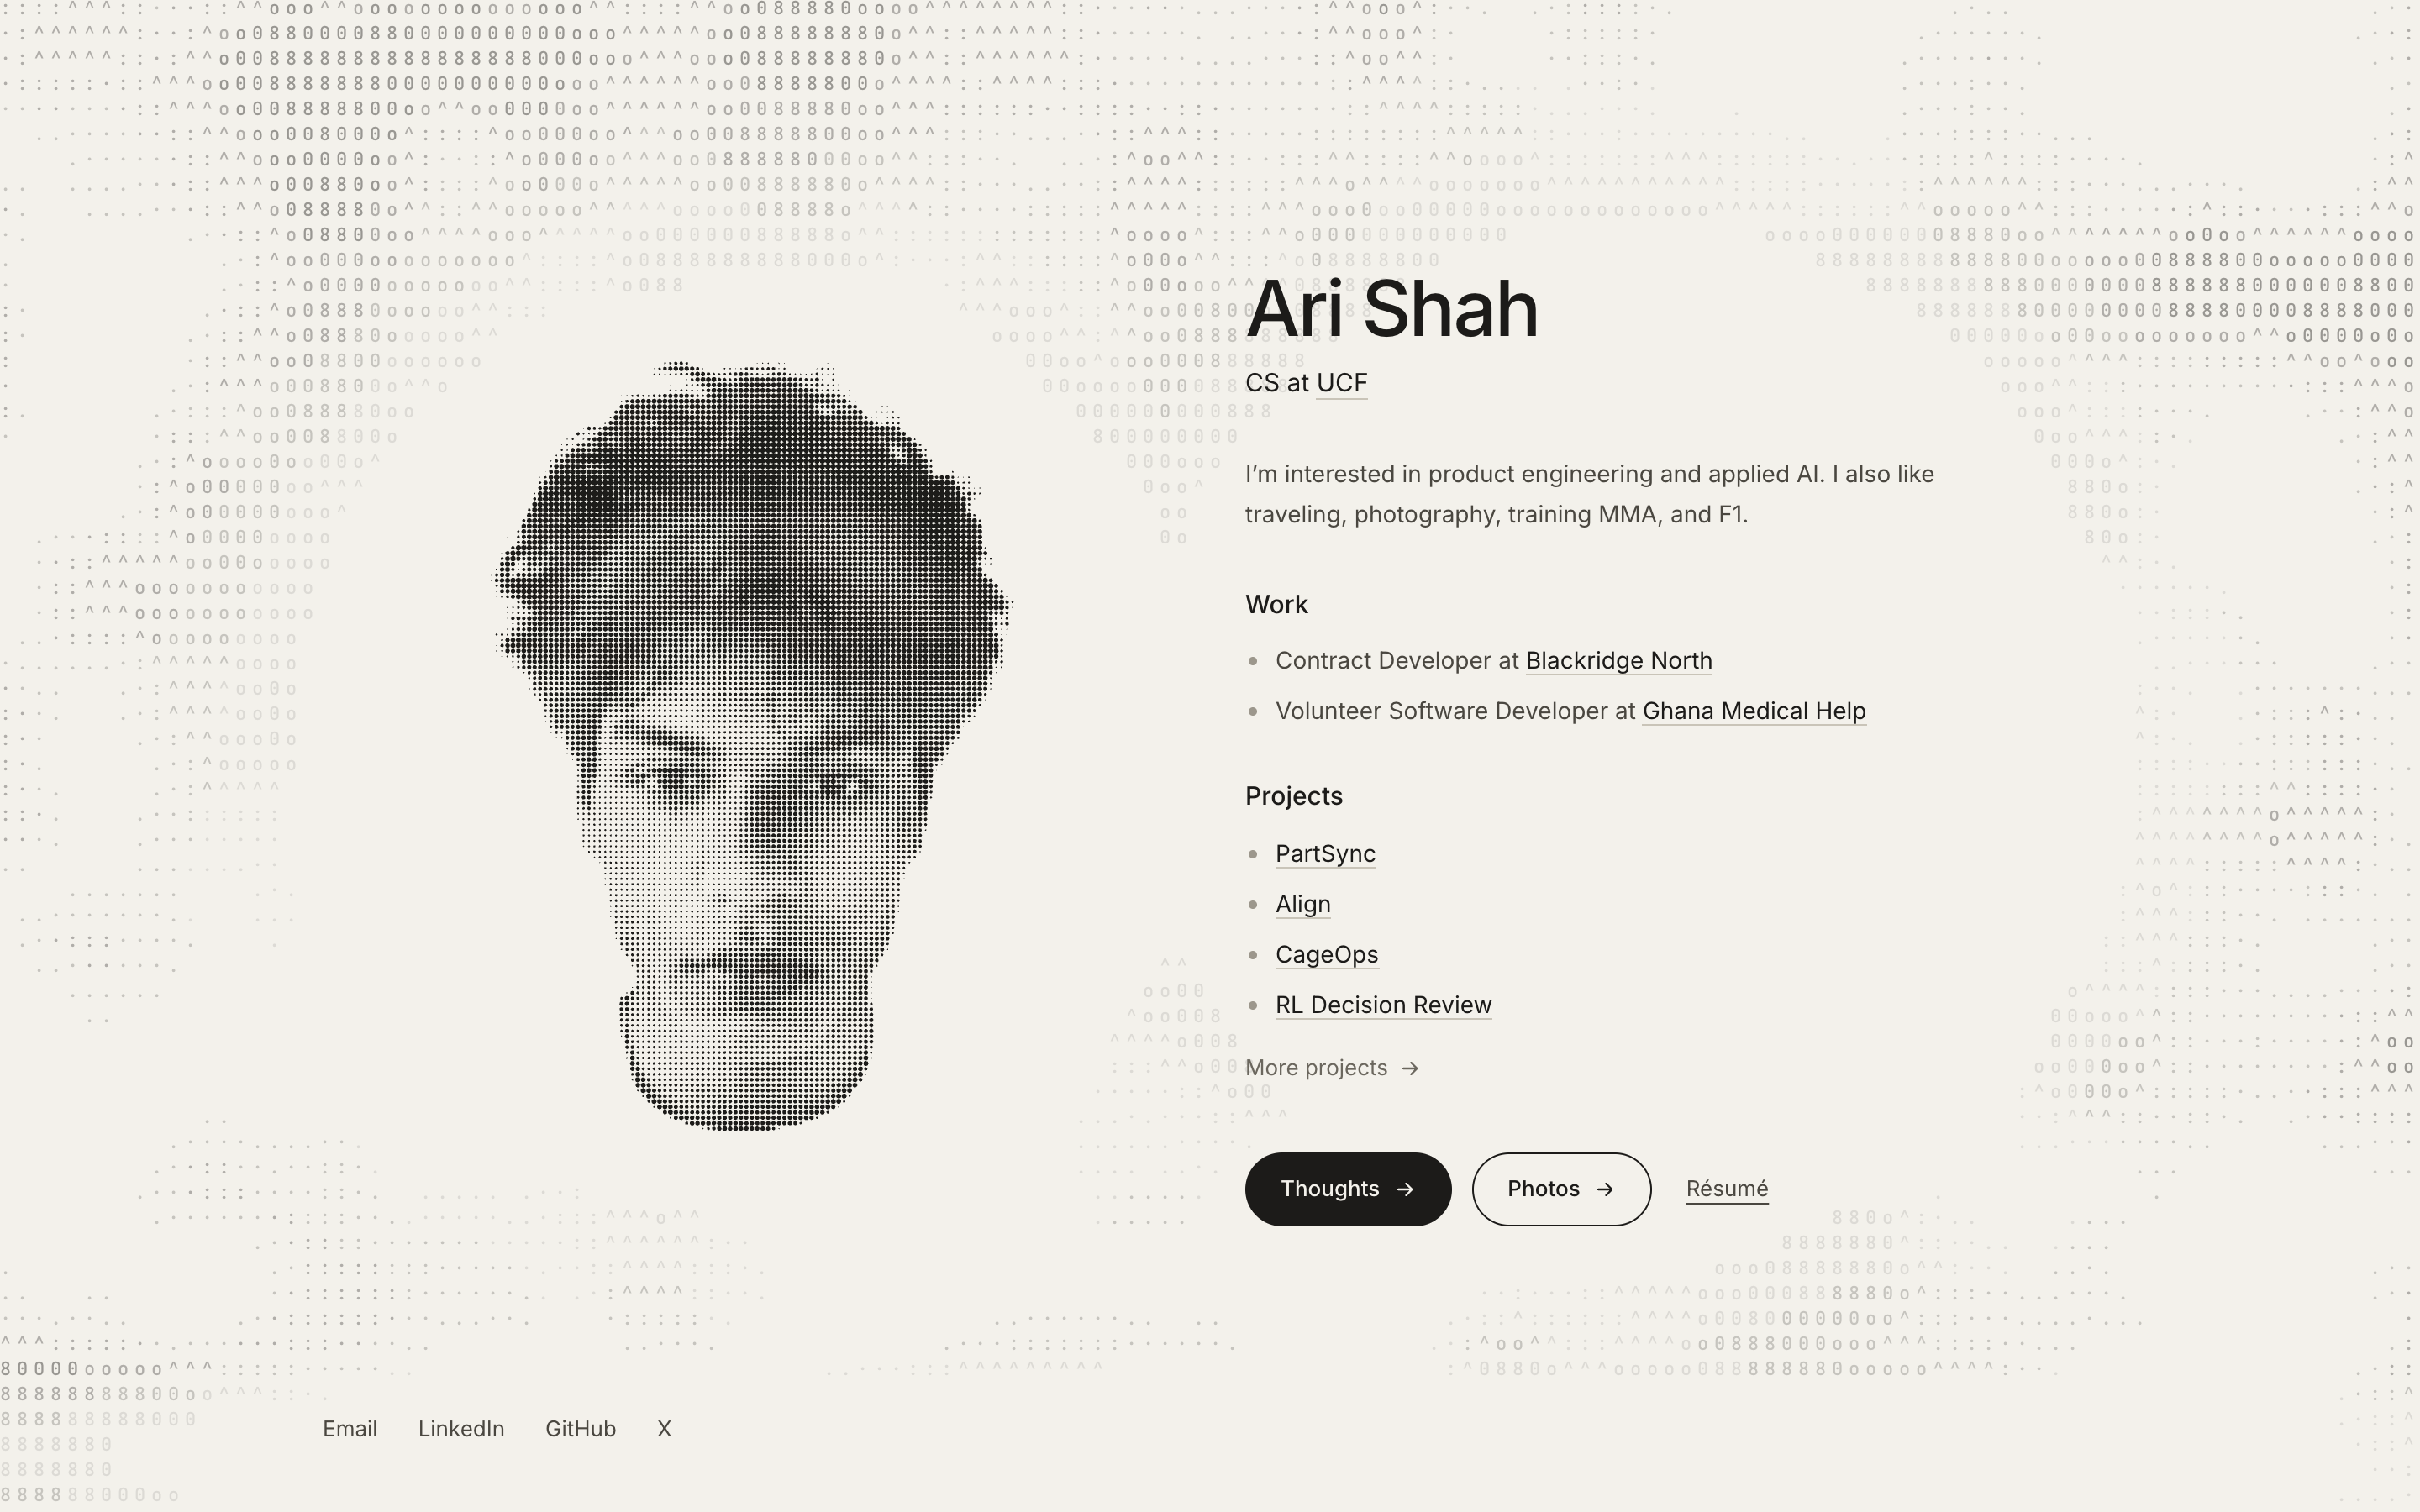 Ari Shah
CS at UCF
I’m interested in product engineering and applied AI. I also like
traveling, photography, training MMA, and F1.
Work
Contract Developer at Blackridge North
Volunteer Software Developer at Ghana Medical Help
Projects
PartSync
Align
CageOps
RL Decision Review
More projects →
Thoughts → Photos → Résumé
Email LinkedIn GitHub X